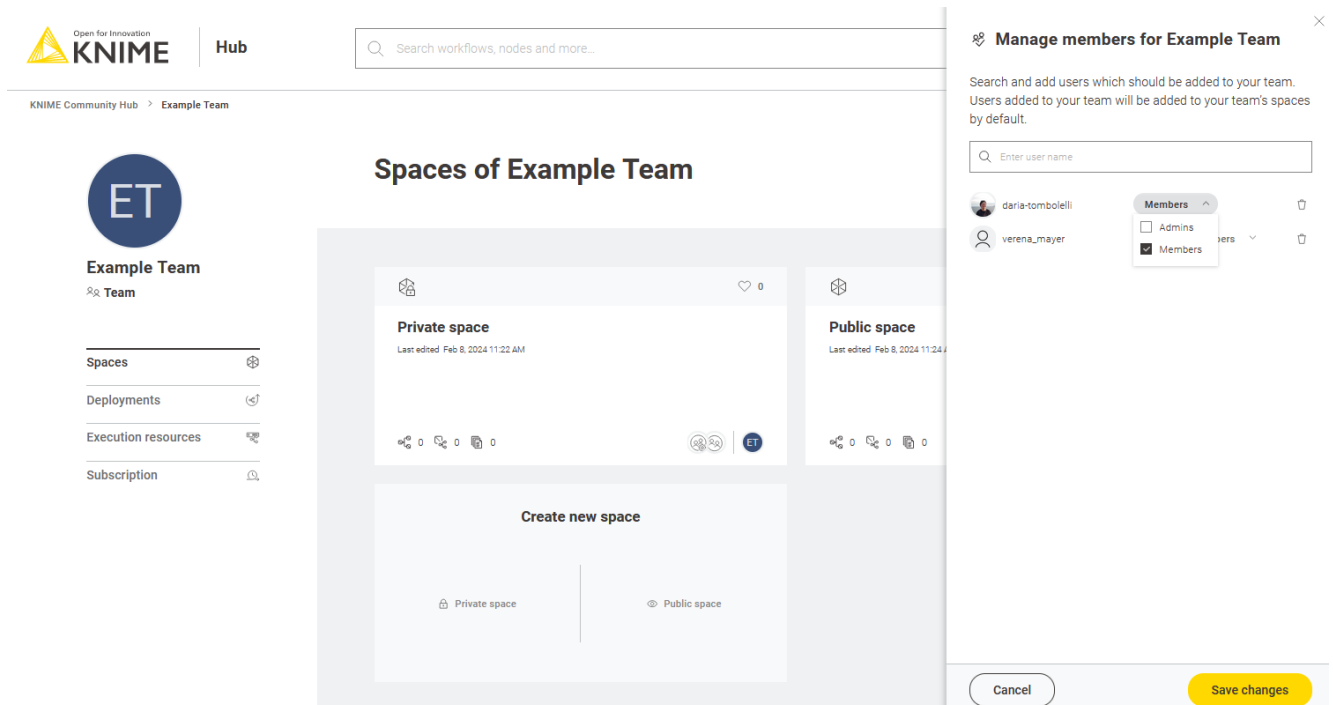 Open for Innovation
KNIME
Hub
Search workflows, nodes and more...
KNIME Community Hub > Example Team
ET
Example Team
Team
Spaces
Deployments
Execution resources
Subscription
Spaces of Example Team
0
Private space
Last edited Feb 8, 2024 11:22 AM
0 0 0
ET
Public space
Last edited Feb 8, 2024 11:24
0 0 0
Create new space
Private space
Public space
Manage members for Example Team
Search and add users which should be added to your team.
Users added to your team will be added to your team's spaces
by default.
Enter user name
daria-tombolelli
Members
Admins
verena_mayer
bers
Members
Cancel
Save changes